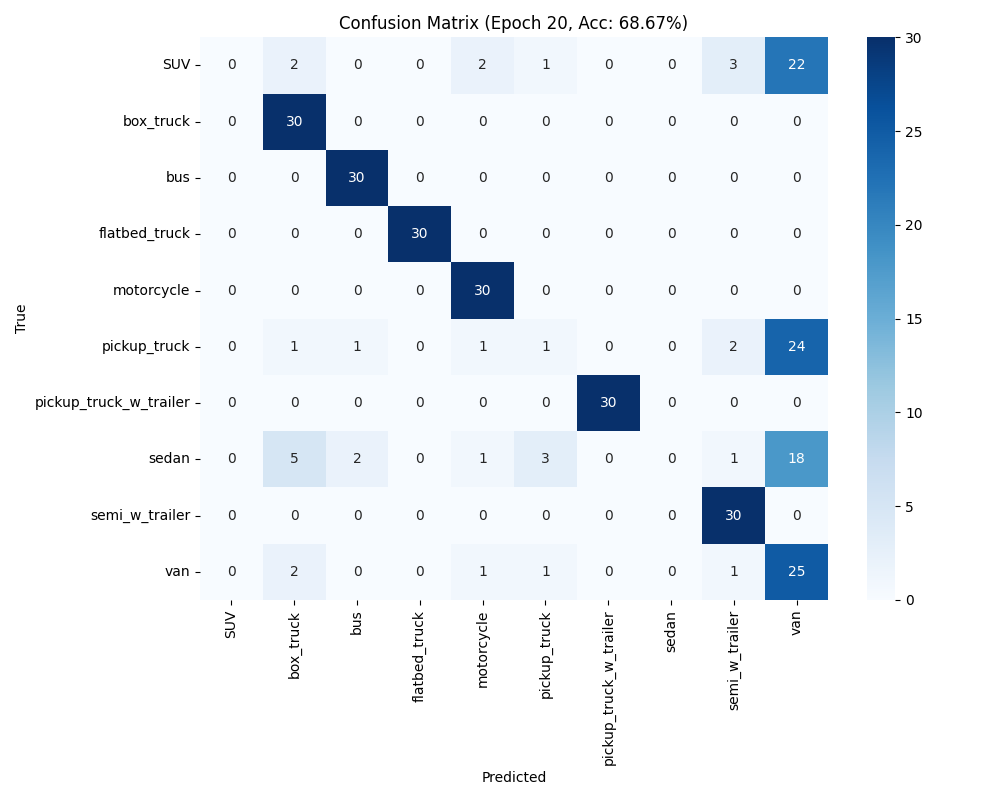 Confusion Matrix (Epoch 20, Acc: 68.67%)
SUV 0 2 0 0 2 1 0 0 3 22
box_truck 0 30 0 0 0 0 0 0 0 0
bus 0 0 30 0 0 0 0 0 0 0
flatbed_truck 0 0 0 30 0 0 0 0 0 0
motorcycle 0 0 0 0 30 0 0 0 0 0
pickup_truck 0 1 1 0 1 1 0 0 2 24
pickup_truck_w_trailer 0 0 0 0 0 0 30 0 0 0
sedan 0 5 2 0 1 3 0 0 1 18
semi_w_trailer 0 0 0 0 0 0 0 0 30 0
van 0 2 0 0 1 1 0 0 1 25
True
SUV
box_truck
bus
flatbed_truck
motorcycle
pickup_truck
pickup_truck_w_trailer
sedan
semi_w_trailer
van
Predicted
30
25
20
15
10
5
0